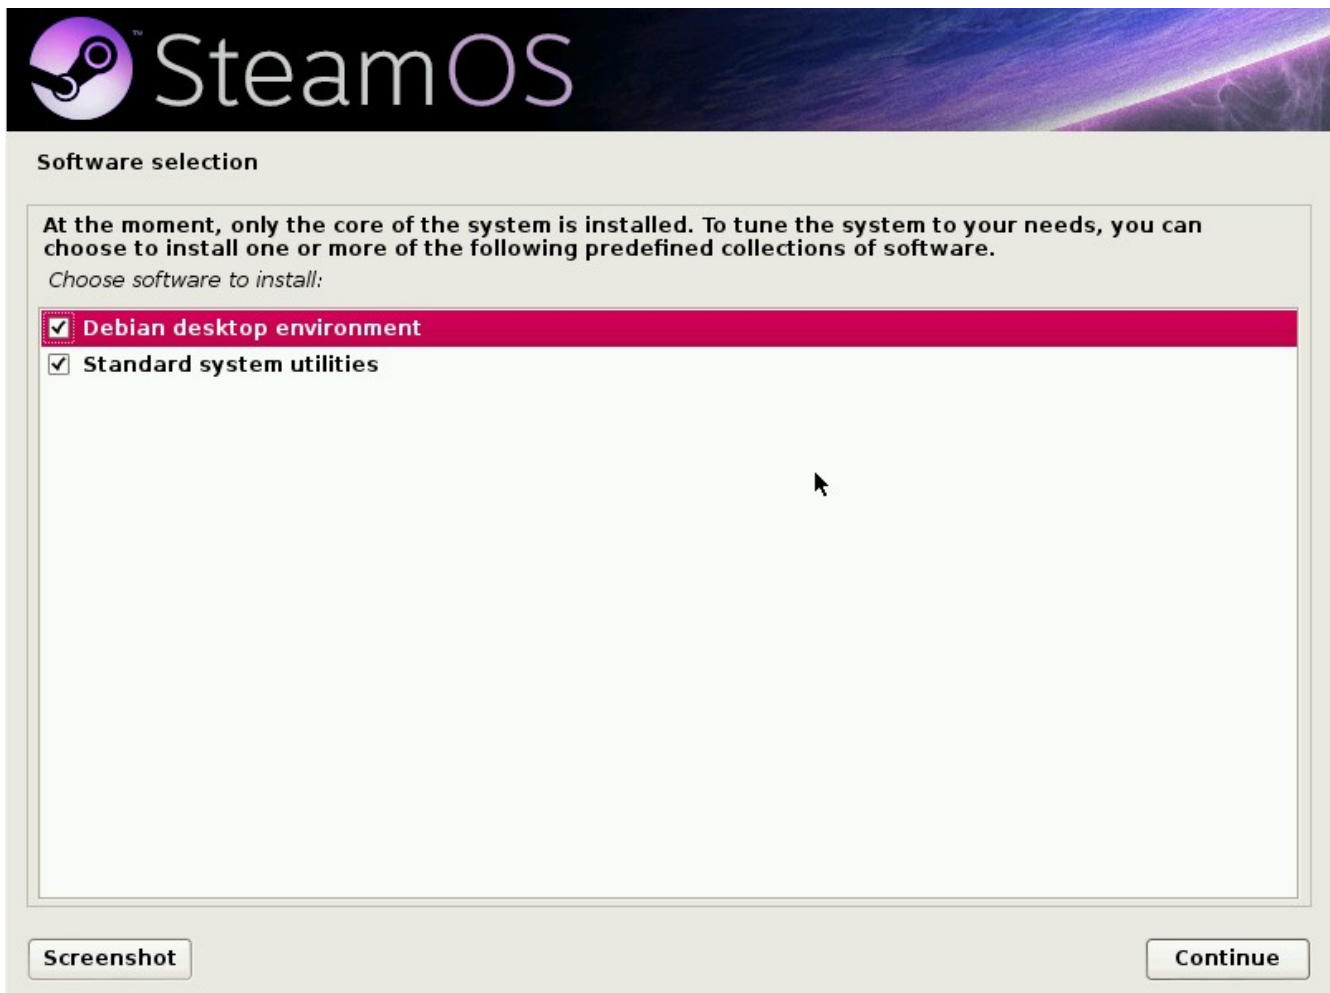 SteamOS™
Software selection
At the moment, only the core of the system is installed. To tune the system to your needs, you can
choose to install one or more of the following predefined collections of software.
Choose software to install:
Debian desktop environment
Standard system utilities
Screenshot
Continue